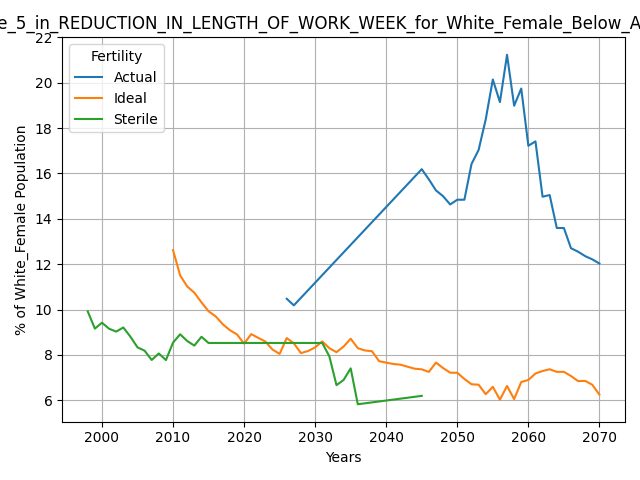 e_5_in_REDUCTION_IN_LENGTH_OF_WORK_WEEK_for_White_Female_Below_A
Fertility
Actual
Ideal
Sterile
% of White_Female Population
22
20
18
16
14
12
10
8
6
2000
2010
2020
2030
2040
2050
2060
2070
Years